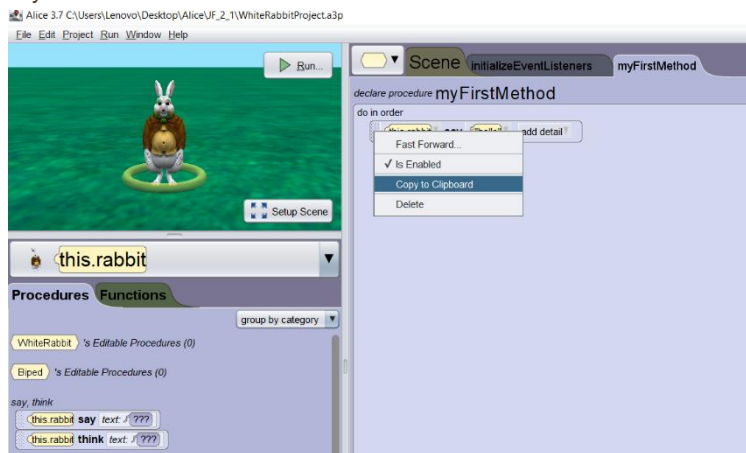 Alice 3.7 C:\Users\Lenovo\Desktop\Alice\JF_2_1\WhiteRabbitProject.a3p
File Edit Project Run Window Help
Run...
Setup Scene
this.rabbit
Procedures Functions
group by category
WhiteRabbit 's Editable Procedures (0)
Biped 's Editable Procedures (0)
say, think
this.rabbit say text: ???
this.rabbit think text: ???
Scene initializeEventListeners myFirstMethod
declare procedure myFirstMethod
do in order
add detail
Fast Forward...
✓ Is Enabled
Copy to Clipboard
Delete